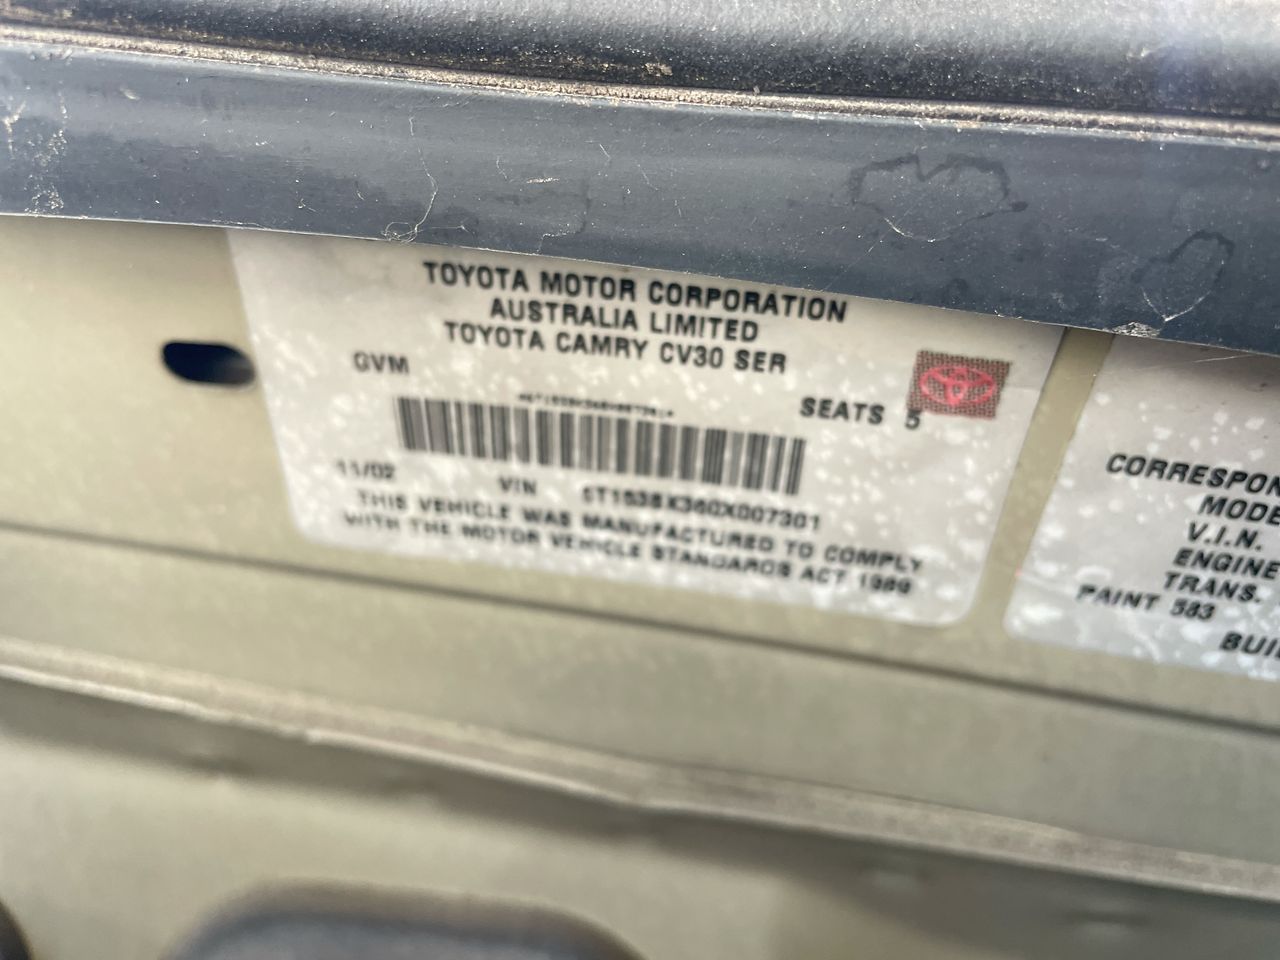 TOYOTA MOTOR CORPORATION
AUSTRALIA LIMITED
TOYOTA CAMRY CV30 SER
GVM
SEATS 5
11/02 VIN
THIS VEHICLE WAS MANUFACTURED TO COMPLY
WITH THE MOTOR VEHICLE STANDARDS ACT 1989
CORRESPON
MODE
V.I.N.
ENGINE
TRANS.
PAINT 583
BUIL